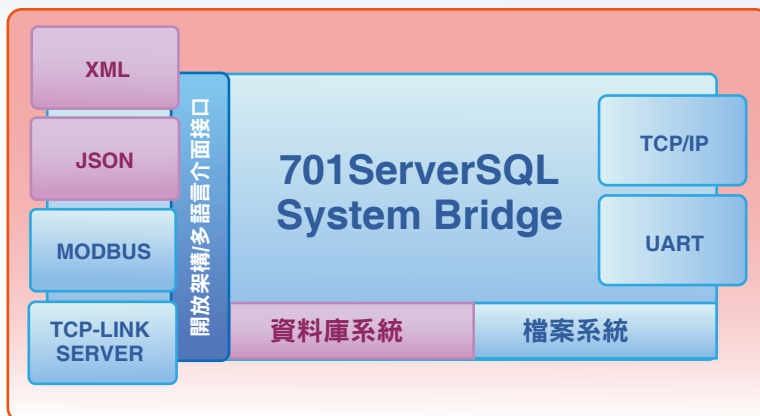 XML
JSON
MODBUS
TCP-LINK
SERVER
開放架構/多語言介面接口
701ServerSQL
System Bridge
TCP/IP
UART
資料庫系統
檔案系統